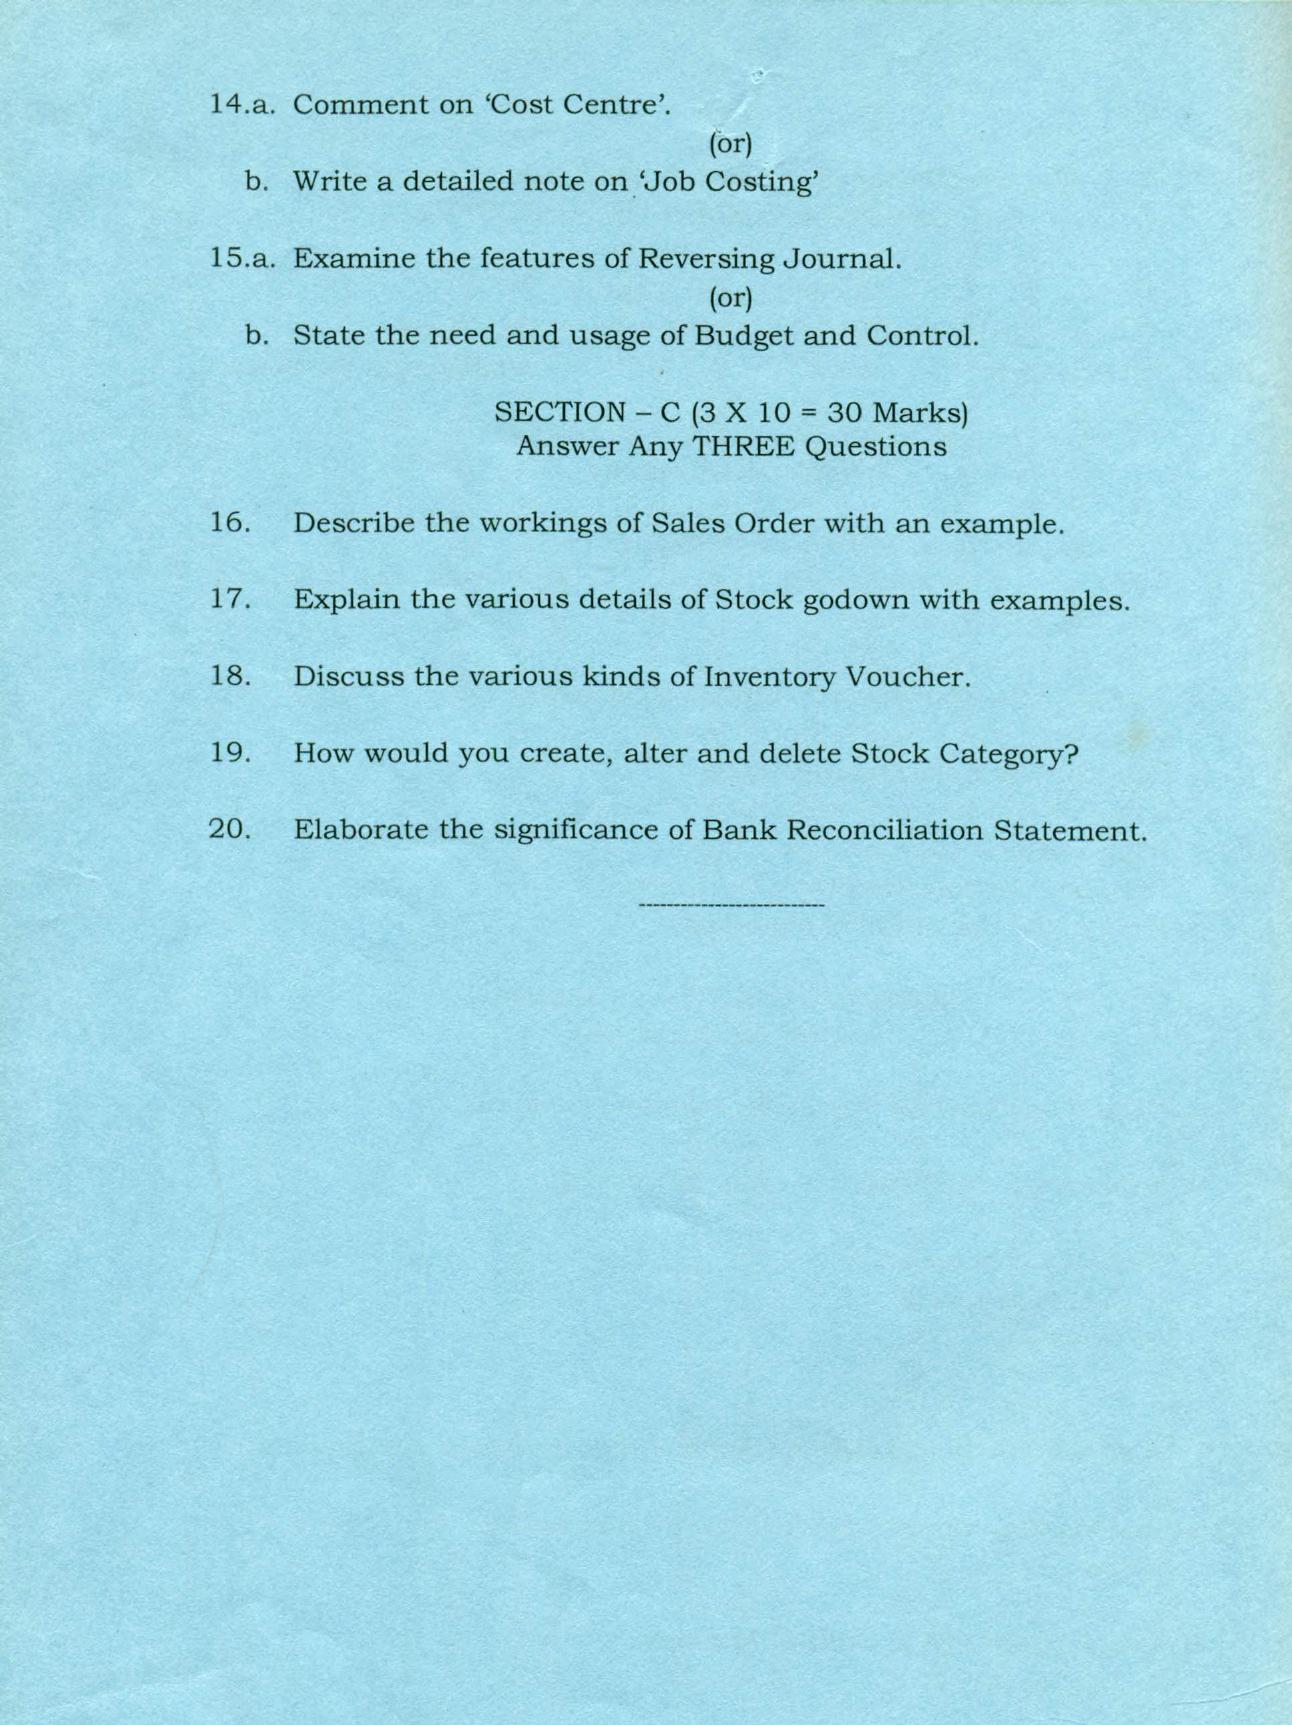 14.a. Comment on ‘Cost Centre’.
(or)
b. Write a detailed note on ‘Job Costing’
15.a. Examine the features of Reversing Journal.
(or)
b. State the need and usage of Budget and Control.
SECTION – C (3 X 10 = 30 Marks)
Answer Any THREE Questions
16. Describe the workings of Sales Order with an example.
17. Explain the various details of Stock godown with examples.
18. Discuss the various kinds of Inventory Voucher.
19. How would you create, alter and delete Stock Category?
20. Elaborate the significance of Bank Reconciliation Statement.
---------------------------